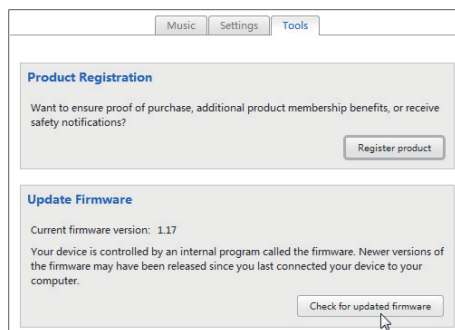 Music Settings Tools
Product Registration
Want to ensure proof of purchase, additional product membership benefits, or receive
safety notifications?
Register product
Update Firmware
Current firmware version: 1.17
Your device is controlled by an internal program called the firmware. Newer versions of
the firmware may have been released since you last connected your device to your
computer.
Check for updated firmware